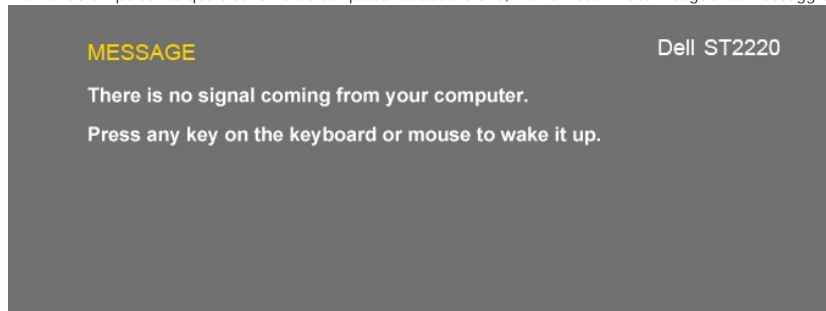 MESSAGE
Dell ST2220
There is no signal coming from your computer.
Press any key on the keyboard or mouse to wake it up.